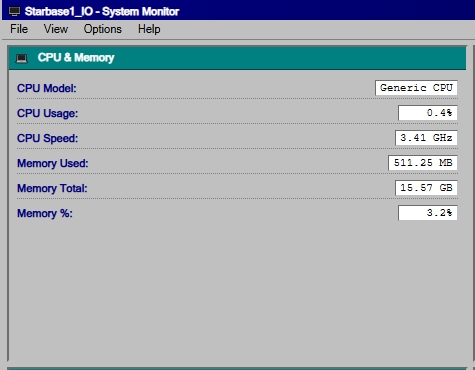 Starbase1_IO - System Monitor
File View Options Help
CPU & Memory
CPU Model: Generic CPU
CPU Usage: 0.4%
CPU Speed: 3.41 GHz
Memory Used: 511.25 MB
Memory Total: 15.57 GB
Memory %: 3.2%